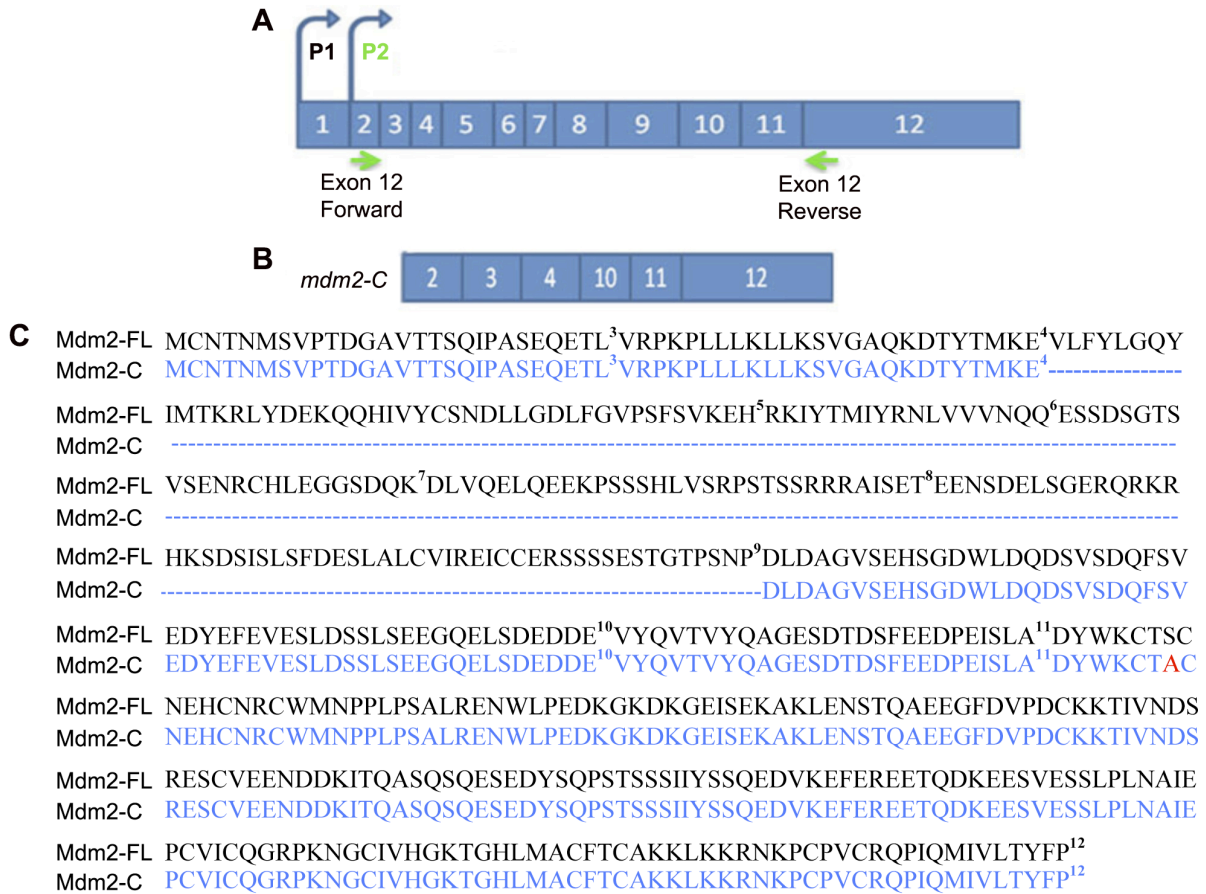 A
P1
P2
1 2 3 4 5 6 7 8 9 10 11 12
Exon 12 Exon 12
Forward Reverse
B
mdm2-C 2 3 4 10 11 12
C
Mdm2-FL MCNTNMSVPTDGAVTTSQIPASEQETL³VRPKPLLLKLLKSVGAQKDTYTMKE⁴VLFYLGQY
Mdm2-C MCNTNMSVPTDGAVTTSQIPASEQETL³VRPKPLLLKLLKSVGAQKDTYTMKE⁴---------------
Mdm2-FL IMTKRLYDEKQQHIVYCSNDLLGDLFGVPSFSVKEH⁵RKIYTMIYRNLVVVNQQ⁶ESSDSGTS
Mdm2-C ---------------
Mdm2-FL VSENRCHLEGGSDQK⁷DLVQELQEEKPSSSHLVSRPSTSSRRRAISET⁸EENSDELSGERQRKR
Mdm2-C ---------------
Mdm2-FL HKSDSISLSFDESLALCVIREICCERSSSSESTGTPSNP⁹DLDAGVSEHSGDWLDQDSVSDQFSV
Mdm2-C ---------------DLDAGVSEHSGDWLDQDSVSDQFSV
Mdm2-FL EDYEFEVESLDSSLSEEGQELSDEDDE¹⁰VYQVTVYQAGESDTDSFEEDPEISLA¹¹DYWKCTSC
Mdm2-C EDYEFEVESLDSSLSEEGQELSDEDDE¹⁰VYQVTVYQAGESDTDSFEEDPEISLA¹¹DYWKCTAC
Mdm2-FL NEHCNRCWMNPPLPSALRENWLPEDKGKDKGEISEKAKLENSTQAEEGFDVPDCKKTIVNDS
Mdm2-C NEHCNRCWMNPPLPSALRENWLPEDKGKDKGEISEKAKLENSTQAEEGFDVPDCKKTIVNDS
Mdm2-FL RESCVEENDDKITQASQSQESEDYSQPSTSSSIIYSSQEDVKEFEREETQDKEESVESSLPLNAIE
Mdm2-C RESCVEENDDKITQASQSQESEDYSQPSTSSSIIYSSQEDVKEFEREETQDKEESVESSLPLNAIE
Mdm2-FL PCVICQGRPKNGCIVHGKTGHLMACFTCAKKLKKRNKPCPVCRQPIQMIVLTYFP¹²
Mdm2-C PCVICQGRPKNGCIVHGKTGHLMACFTCAKKLKKRNKPCPVCRQPIQMIVLTYFP¹²